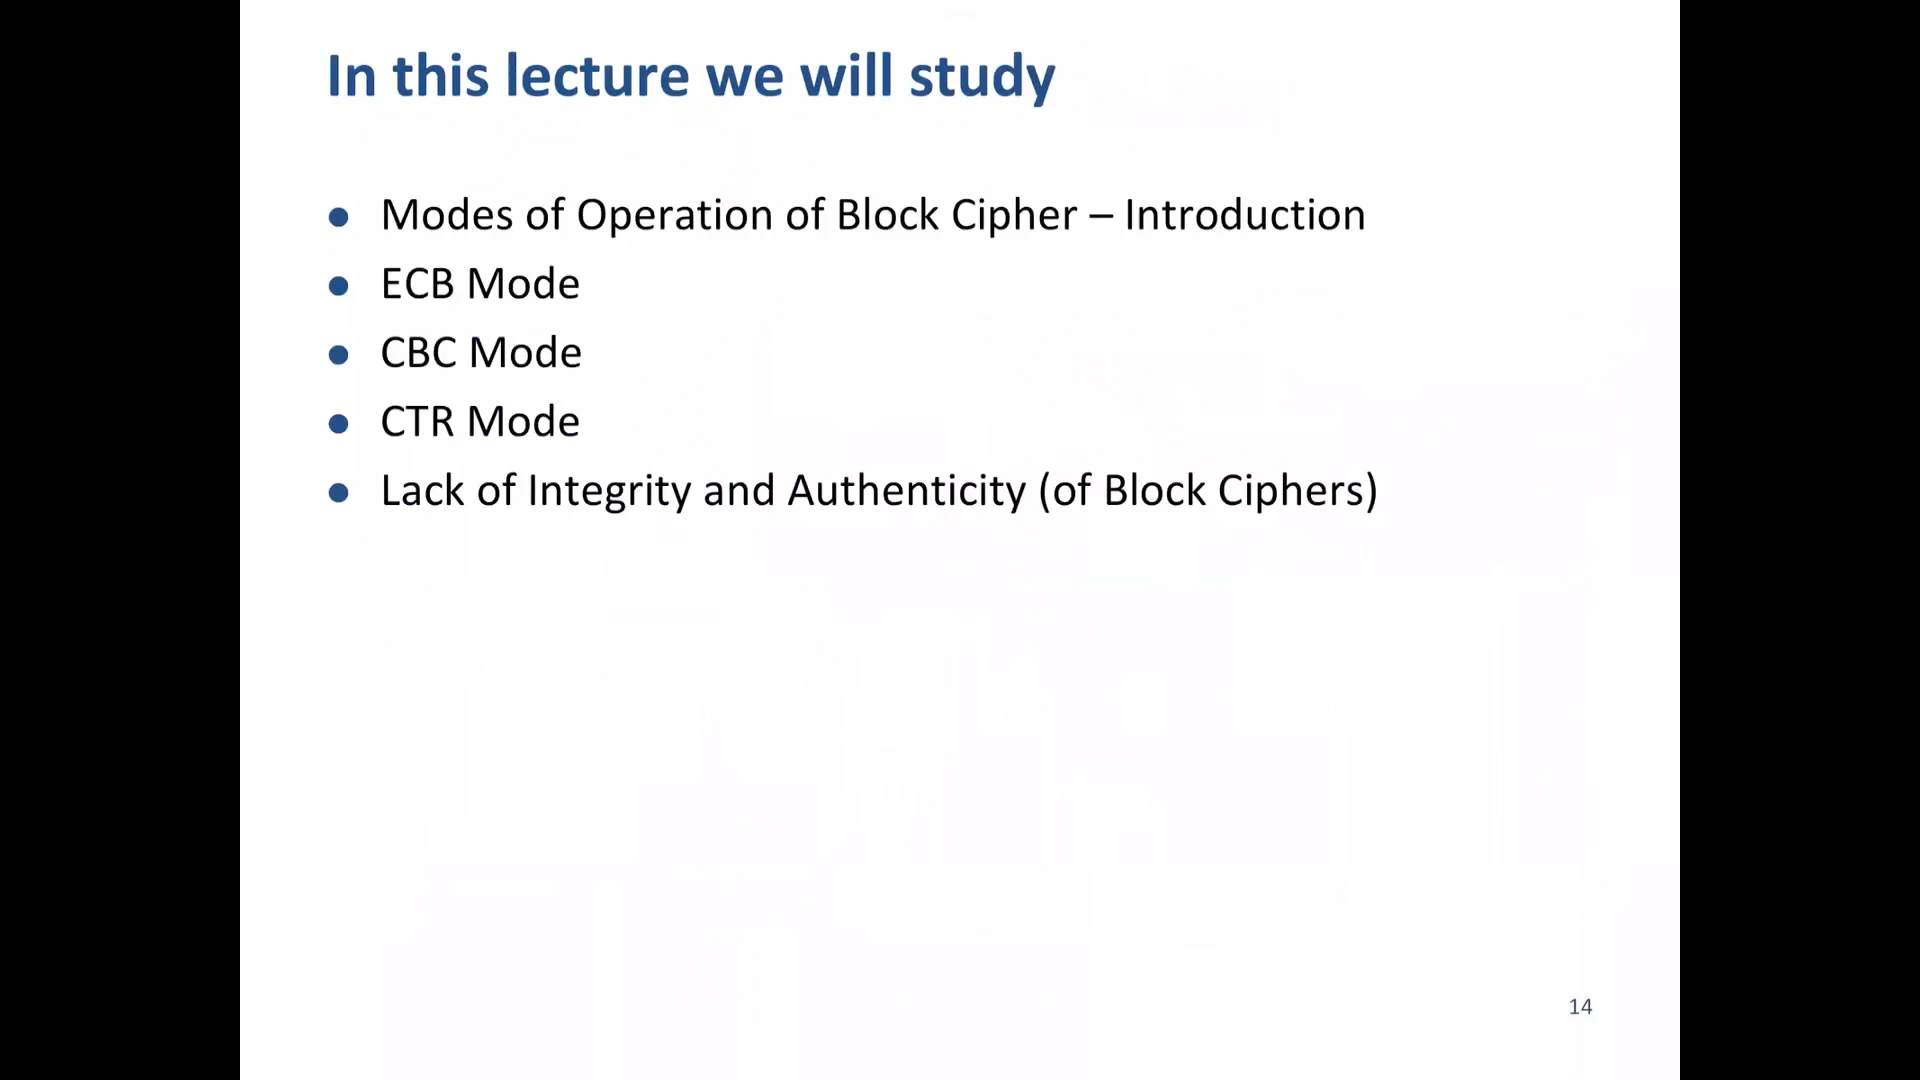 In this lecture we will study
● Modes of Operation of Block Cipher – Introduction
● ECB Mode
● CBC Mode
● CTR Mode
● Lack of Integrity and Authenticity (of Block Ciphers)
14